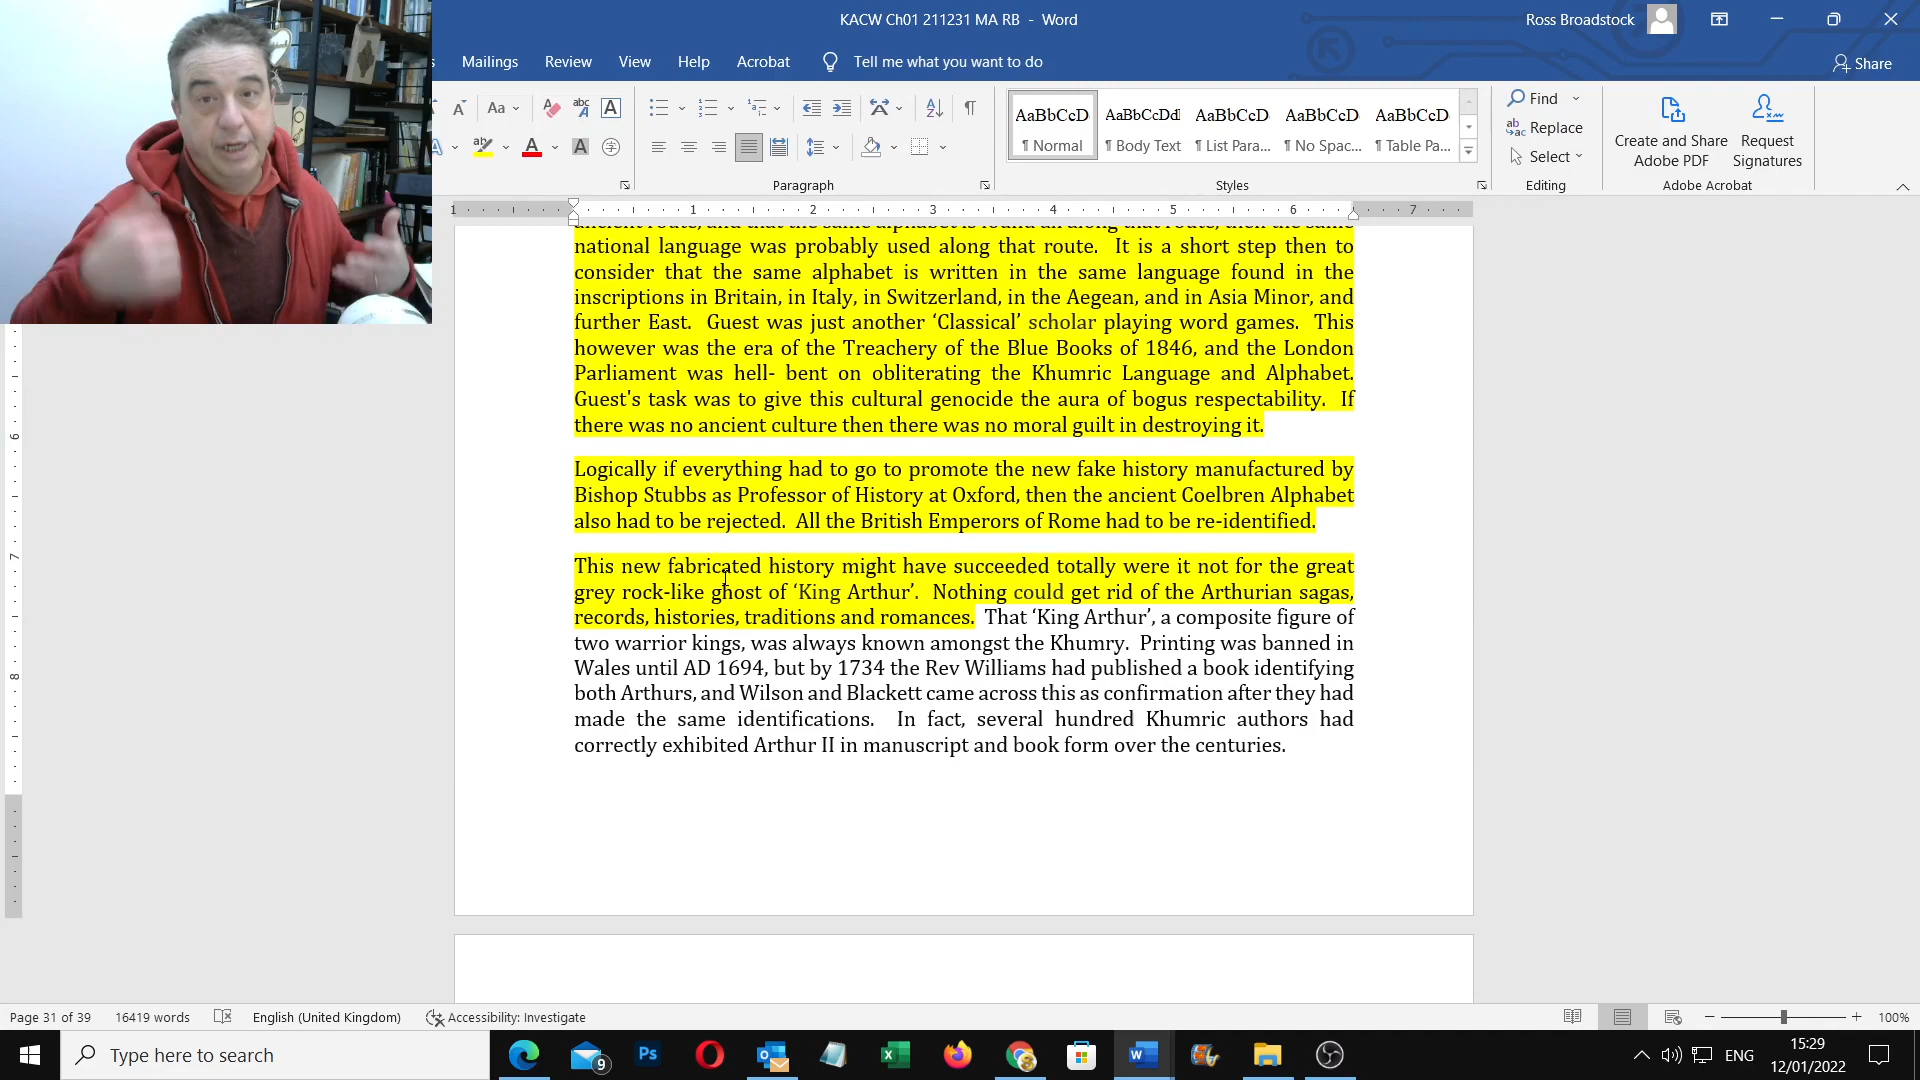 KACW Ch01 211231 MA RB - Word
Ross Broadstock
Mailings Review View Help Acrobat Tell me what you want to do
Share
Aa
AaBbCcD AaBbCcDd AaBbCcD AaBbCcD AaBbCcD
¶ Normal ¶ Body Text ¶ List Para... ¶ No Spac... ¶ Table Pa...
Find
Replace
Select
Create and Share
Adobe PDF
Request
Signatures
Paragraph Styles Editing Adobe Acrobat
1 1 2 3 4 5 6 7
national language was probably used along that route. It is a short step then to
consider that the same alphabet is written in the same language found in the
inscriptions in Britain, in Italy, in Switzerland, in the Aegean, and in Asia Minor, and
further East. Guest was just another ‘Classical’ scholar playing word games. This
however was the era of the Treachery of the Blue Books of 1846, and the London
Parliament was hell- bent on obliterating the Khumric Language and Alphabet.
Guest's task was to give this cultural genocide the aura of bogus respectability. If
there was no ancient culture then there was no moral guilt in destroying it.
Logically if everything had to go to promote the new fake history manufactured by
Bishop Stubbs as Professor of History at Oxford, then the ancient Coelbren Alphabet
also had to be rejected. All the British Emperors of Rome had to be re-identified.
This new fabricated history might have succeeded totally were it not for the great
grey rock-like ghost of ‘King Arthur’. Nothing could get rid of the Arthurian sagas,
records, histories, traditions and romances. That ‘King Arthur’, a composite figure of
two warrior kings, was always known amongst the Khumry. Printing was banned in
Wales until AD 1694, but by 1734 the Rev Williams had published a book identifying
both Arthurs, and Wilson and Blackett came across this as confirmation after they had
made the same identifications. In fact, several hundred Khumric authors had
correctly exhibited Arthur II in manuscript and book form over the centuries.
6
7
8
Page 31 of 39 16419 words English (United Kingdom) Accessibility: Investigate
100%
Type here to search
9
Ps
ENG
15:29
12/01/2022